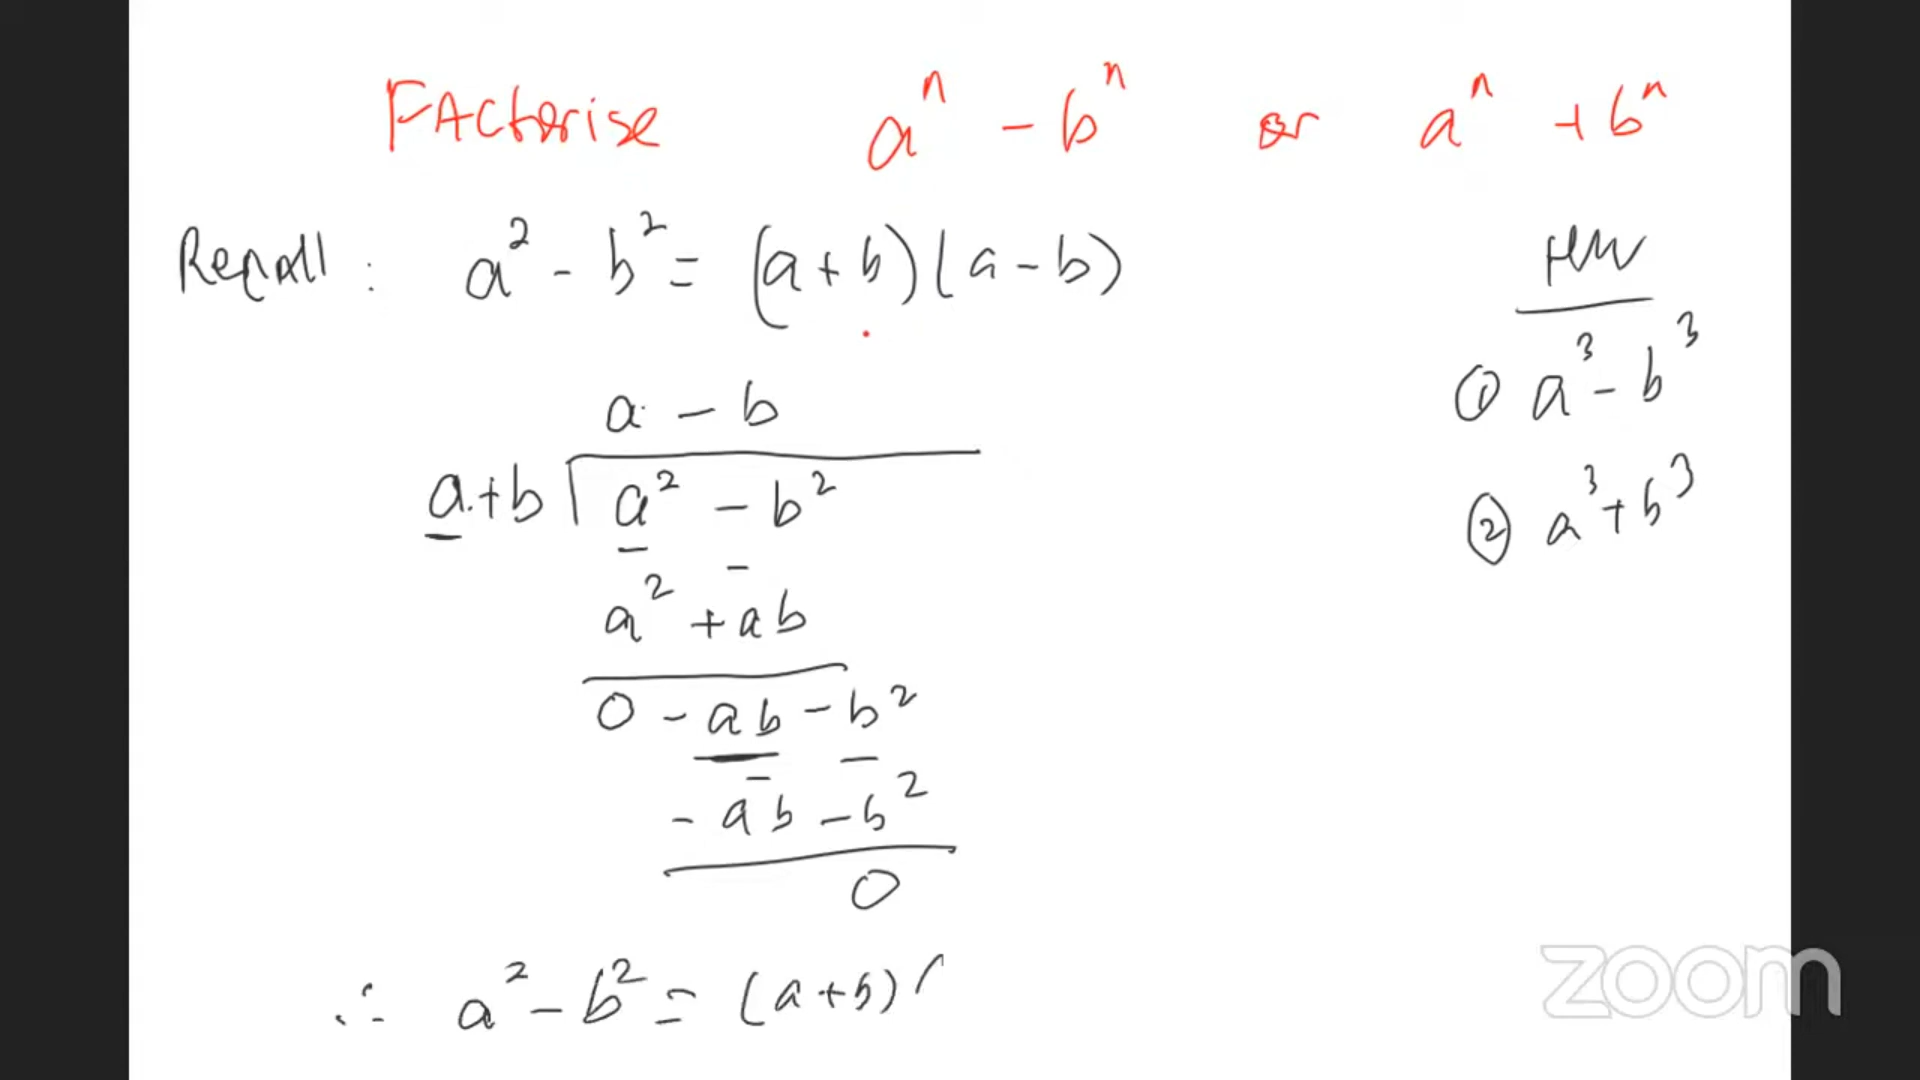 FACtorise aⁿ - bⁿ or aⁿ + bⁿ
Recall : a² - b² = (a+b)(a-b)
a - b
a+b a² - b²
a² + ab
0 - ab - b²
- ab - b²
0
∴ a² - b² = (a+b)(
HW
① a³ - b³
② a³ + b³
zoom